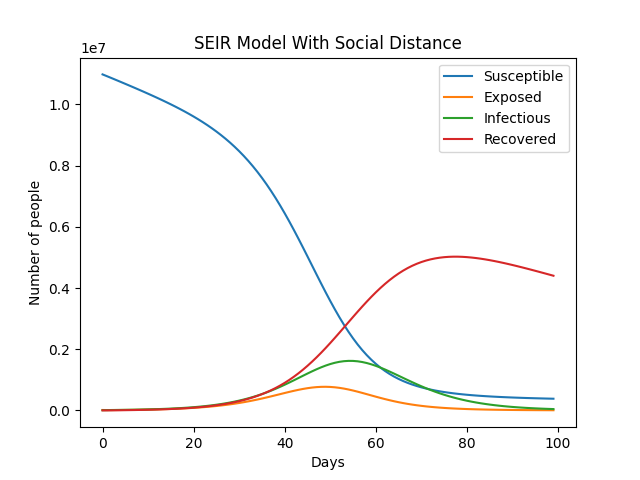 SEIR Model With Social Distance
1e7
Susceptible
Exposed
Infectious
Recovered
1.0
0.8
0.6
0.4
0.2
0.0
Number of people
0 20 40 60 80 100
Days